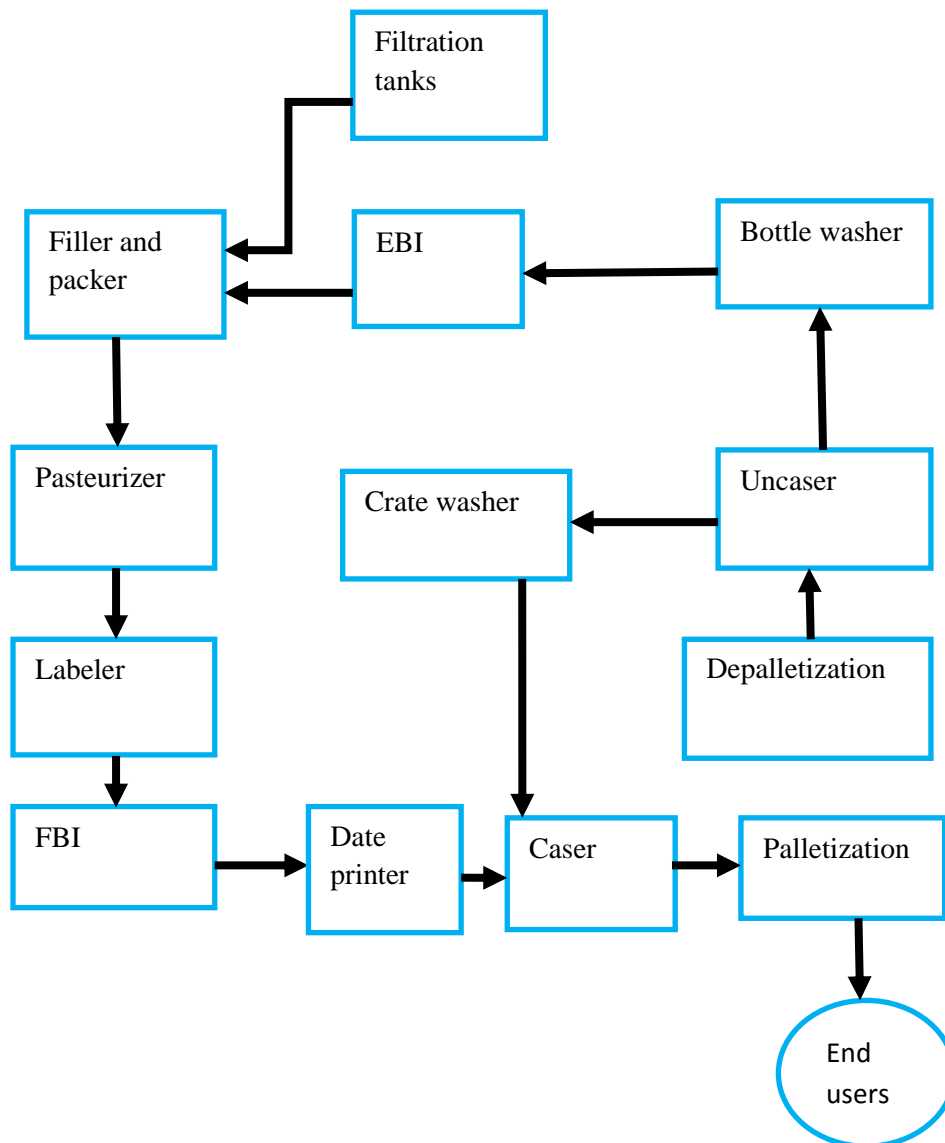 Filtration
tanks
Filler and
packer
EBI
Bottle washer
Pasteurizer
Crate washer
Uncaser
Labeler
Depalletization
FBI
Date
printer
Caser
Palletization
End
users